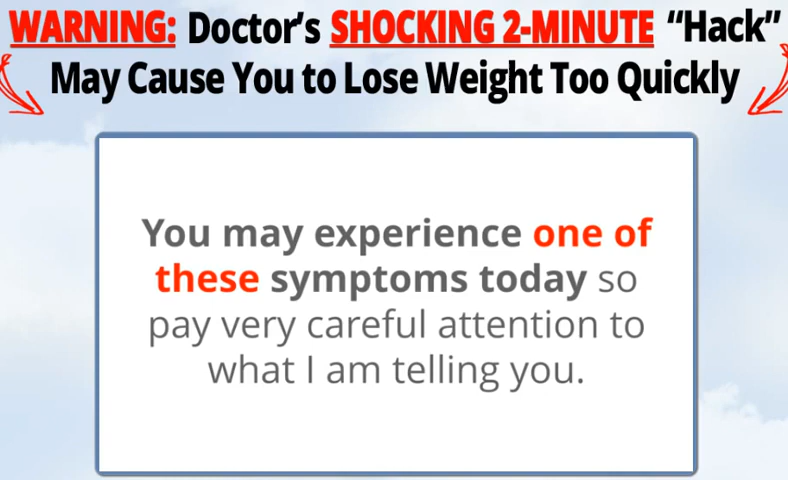 WARNING: Doctor's SHOCKING 2-MINUTE “Hack”
May Cause You to Lose Weight Too Quickly
You may experience one of
these symptoms today so
pay very careful attention to
what I am telling you.